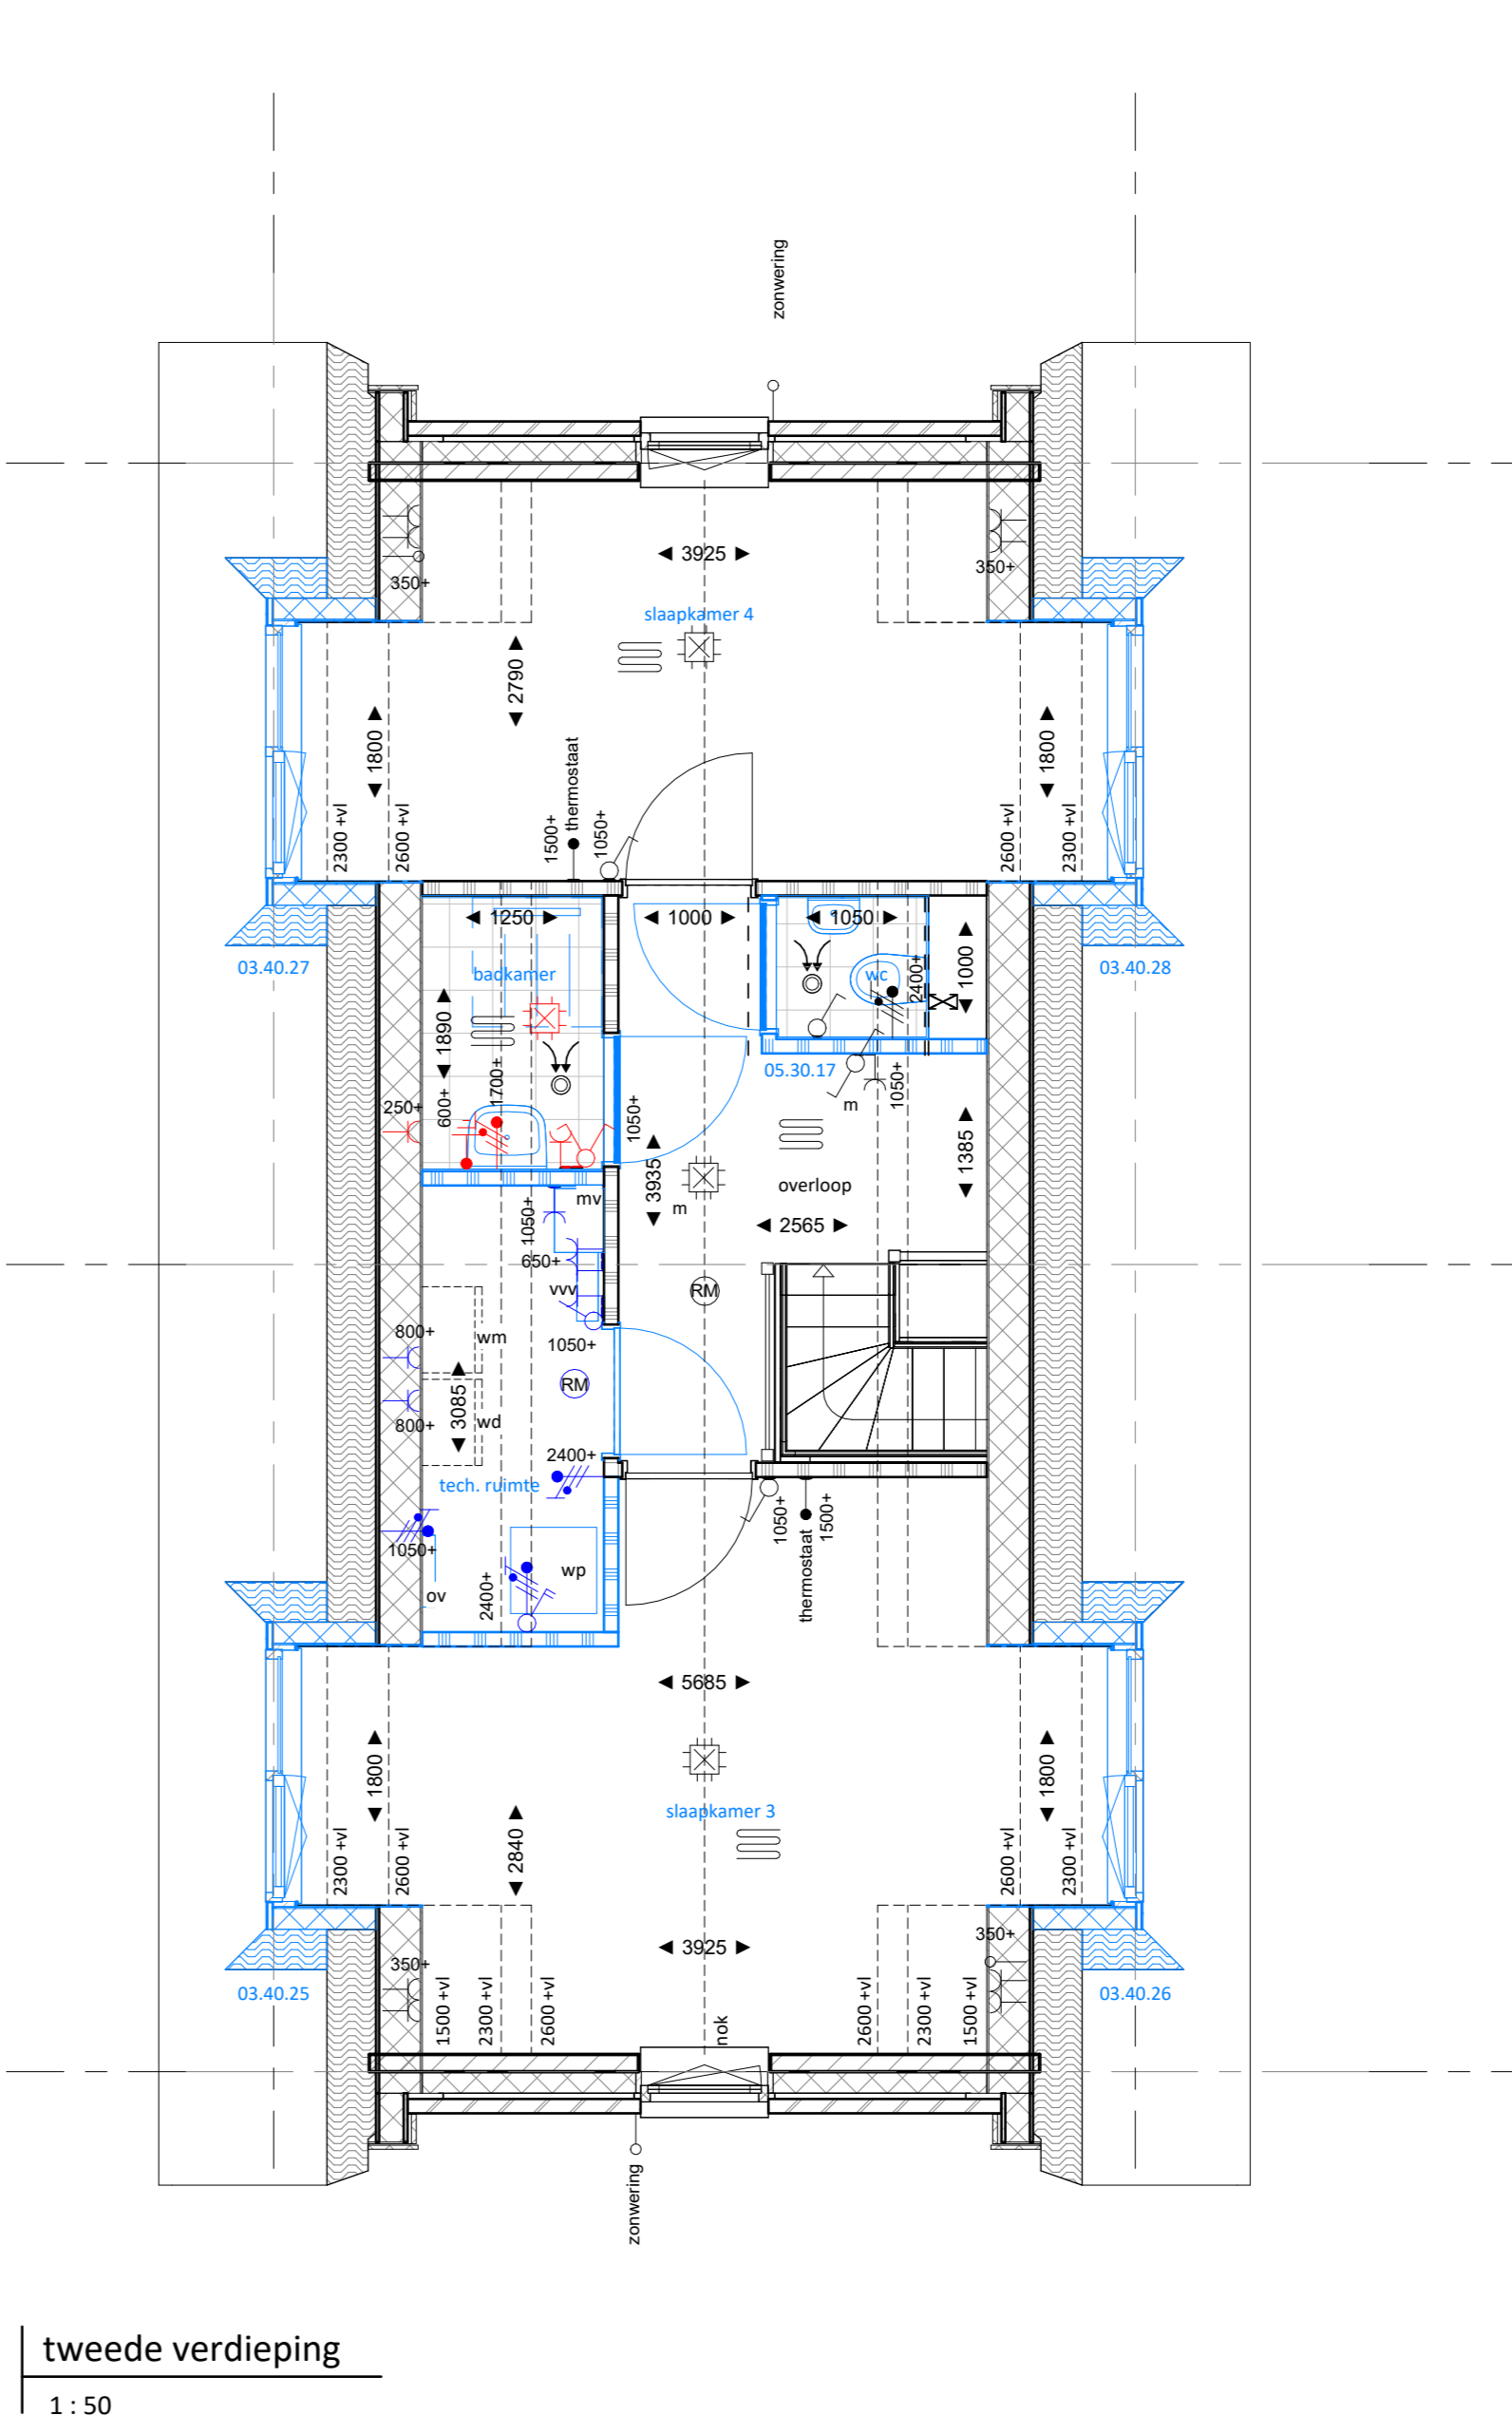 zonwering
◄ 3925 ►
350+
350+
slaapkamer 4
◄ 2790 ►
◄ 1800 ►
◄ 1800 ►
thermostaat
1500+
1050+
2300 +vl
2600 +vl
2600 +vl
2300 +vl
◄ 1250 ►
◄ 1000 ►
◄ 1050 ►
03.40.27
badkamer
wc
2400+
◄ 1000 ►
03.40.28
◄ 1890 ►
1700+
05.30.17
1050+
250+
600+
1050+
m
◄ 3935 ►
◄ 1385 ►
overloop
mv
m
1050+
◄ 2565 ►
650+
vvv
RM
800+
wm
1050+
RM
◄ 3085 ►
800+
wd
2400+
tech. ruimte
1050+
1050+
1500+
thermostaat
wp
2400+
ov
◄ 5685 ►
◄ 1800 ►
◄ 1800 ►
slaapkamer 3
◄ 2840 ►
2300 +vl
2600 +vl
2600 +vl
2300 +vl
350+
◄ 3925 ►
350+
03.40.25
03.40.26
1500 +vl
2300 +vl
2600 +vl
nok
2600 +vl
2300 +vl
1500 +vl
zonwering
tweede verdieping
1 : 50